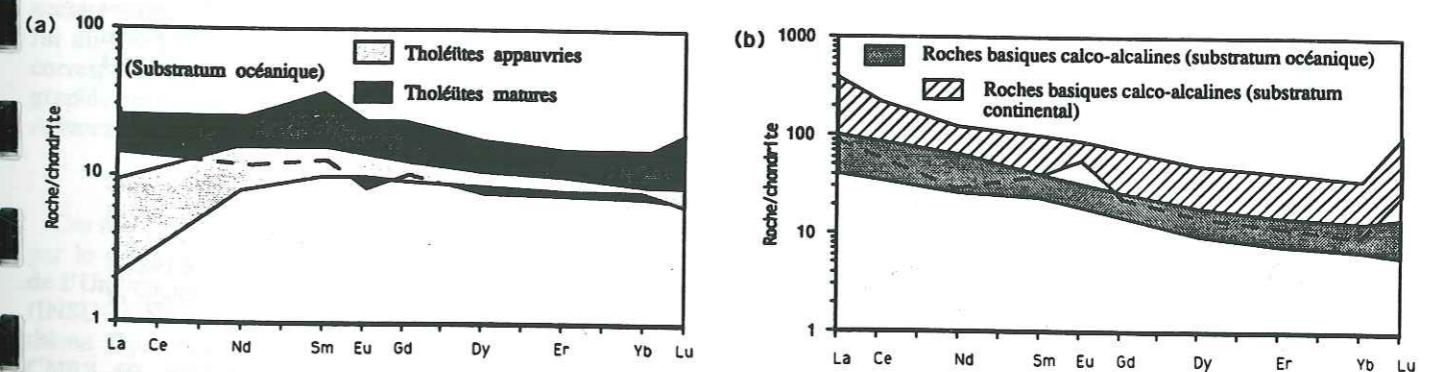 (a)
100
(Substratum océanique)
Tholéïtes appauvries
Tholéïtes matures
Roche/chondrite
10
1
La Ce Nd Sm Eu Gd Dy Er Yb Lu
(b)
1000
Roches basiques calco-alcalines (substratum océanique)
Roches basiques calco-alcalines (substratum
continental)
Roche/chondrite
100
10
1
La Ce Nd Sm Eu Gd Dy Er Yb Lu